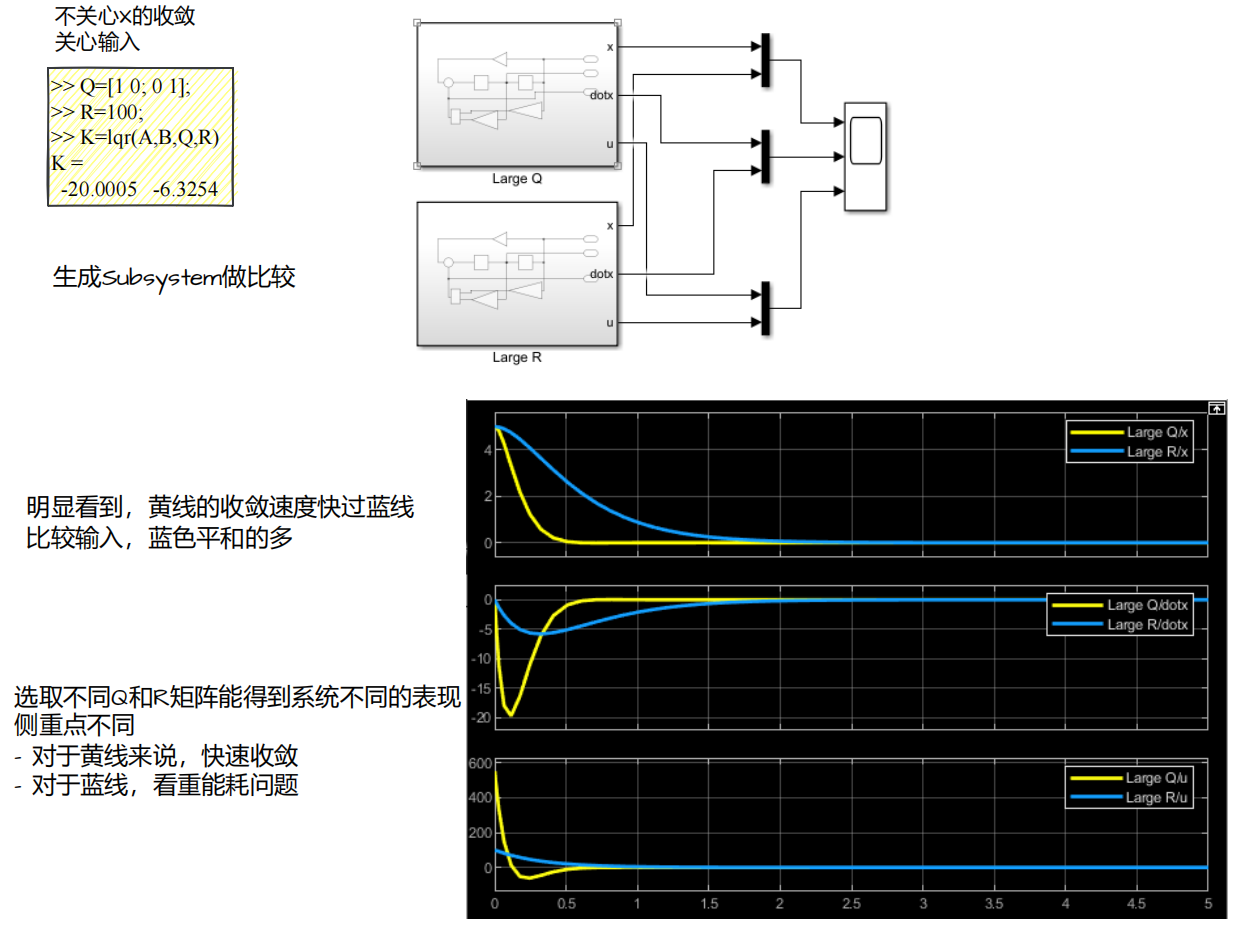 不关心x的收敛
关心输入
>> Q=[1 0; 0 1];
>> R=100;
>> K=lqr(A,B,Q,R)
K =
-20.0005 -6.3254
生成Subsystem做比较
x
dotx
u
Large Q
x
dotx
u
Large R
明显看到，黄线的收敛速度快过蓝线
比较输入，蓝色平和的多
选取不同Q和R矩阵能得到系统不同的表现
侧重点不同
- 对于黄线来说，快速收敛
- 对于蓝线，看重能耗问题
Large Q/x
Large R/x
4
2
0
Large Q/dotx
Large R/dotx
0
-5
-10
-15
-20
Large Q/u
Large R/u
600
400
200
0
0 0.5 1 1.5 2 2.5 3 3.5 4 4.5 5